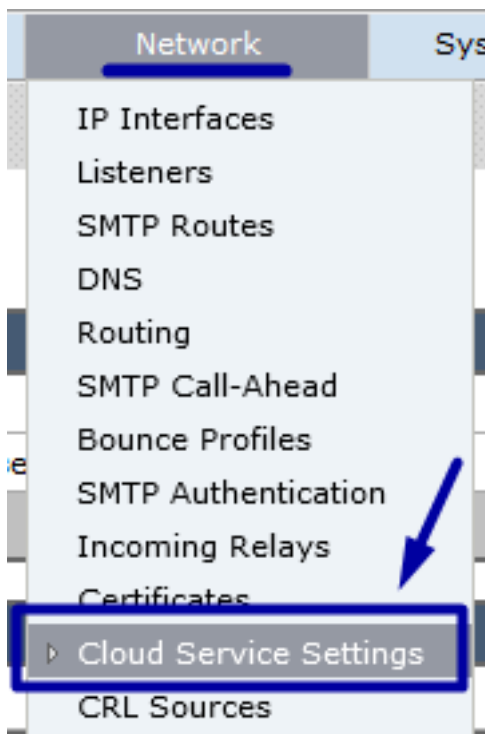 Network Sys
IP Interfaces
Listeners
SMTP Routes
DNS
Routing
SMTP Call-Ahead
Bounce Profiles
se
SMTP Authentication
Incoming Relays
Certificates
Cloud Service Settings
CRL Sources